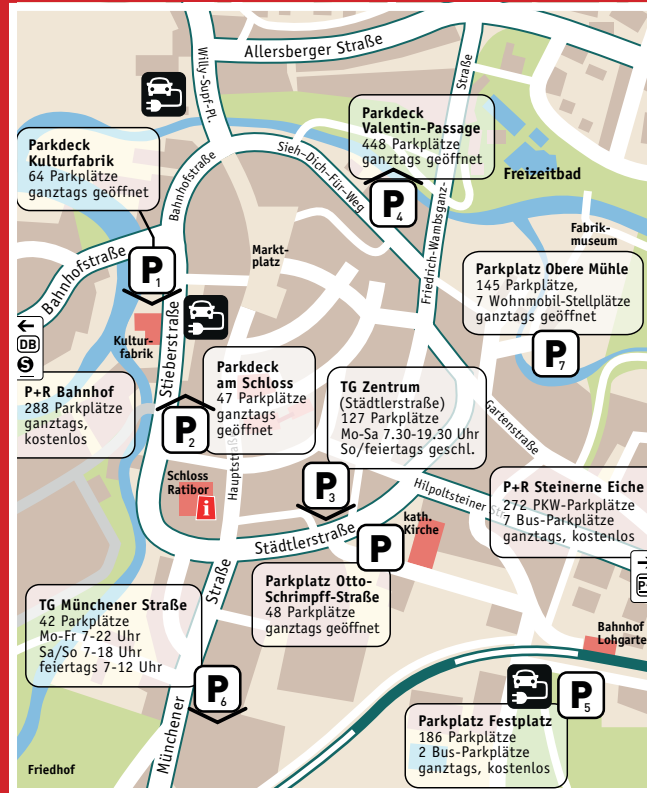 Allersberger Straße
Willy-Supf-Pl.
Straße
Parkdeck
Valentin-Passage
448 Parkplätze
ganztags geöffnet
Parkdeck
Kulturfabrik
64 Parkplätze
ganztags geöffnet
Sieh-Dich-Für-Weg
Bahnhofstraße
Freizeitbad
P4
Friedrich-Wambsganz-
Fabrik-
museum
Markt-
platz
Bahnhofstraße
P1
Parkplatz Obere Mühle
145 Parkplätze,
7 Wohnmobil-Stellplätze
ganztags geöffnet
Stieberstraße
Kultur-
fabrik
DB
S
P7
P+R Bahnhof
288 Parkplätze
ganztags,
kostenlos
Parkdeck
am Schloss
47 Parkplätze
ganztags
geöffnet
TG Zentrum
(Städtlerstraße)
127 Parkplätze
Mo-Sa 7.30-19.30 Uhr
So/feiertags geschl.
P2
Gartenstraße
Hauptstraße
Schloss
Ratibor
i
P3
Hilpoltsteiner
P+R Steinerne Eiche
272 PKW-Parkplätze
7 Bus-Parkplätze
ganztags, kostenlos
kath.
Kirche
Städtlerstraße
P
Parkplatz Otto-
Schrimpff-Straße
48 Parkplätze
ganztags geöffnet
TG Münchener Straße
42 Parkplätze
Mo-Fr 7-22 Uhr
Sa/So 7-18 Uhr
feiertags 7-12 Uhr
Münchener Straße
P6
Bahnhof
Lohgarte
P5
Parkplatz Festplatz
186 Parkplätze
2 Bus-Parkplätze
ganztags, kostenlos
Friedhof